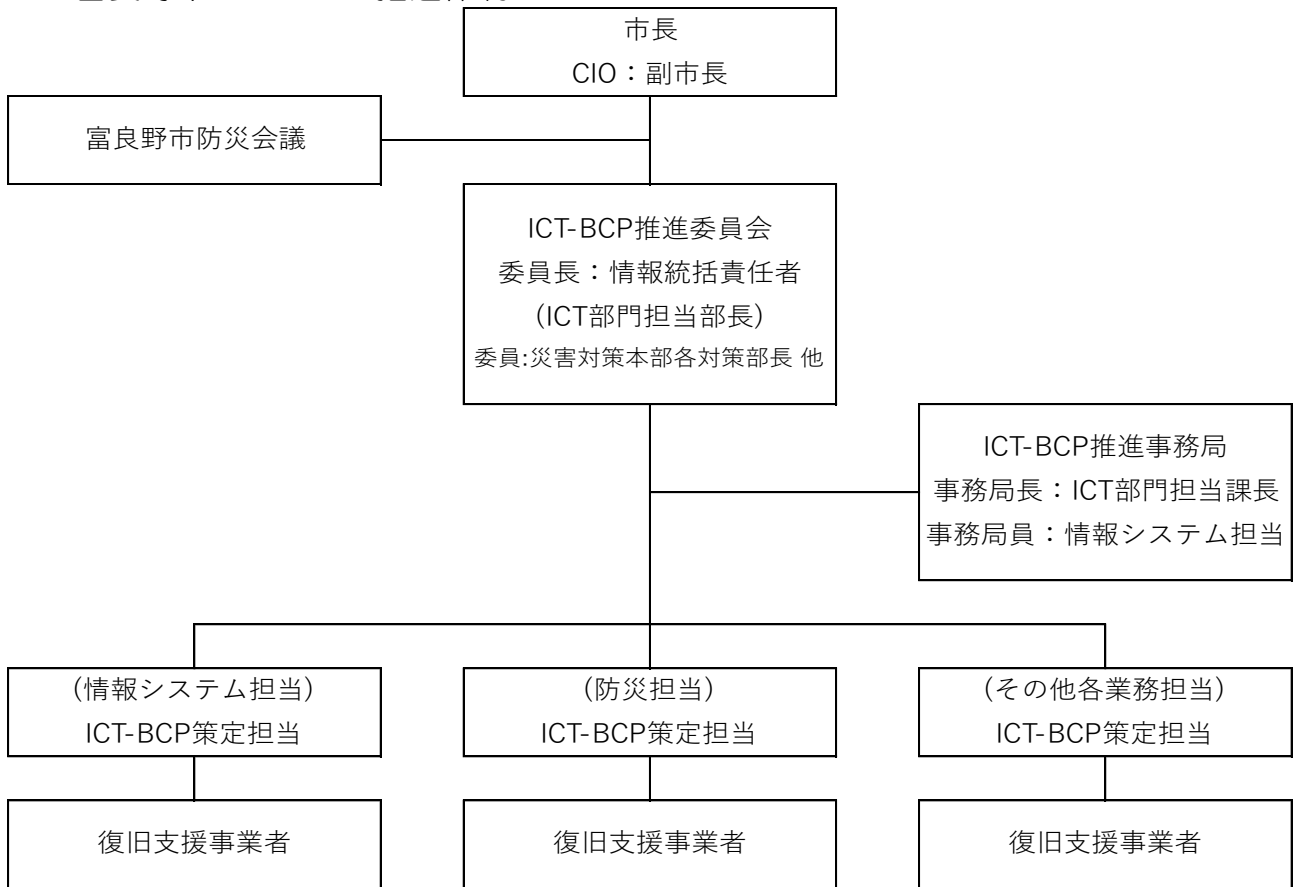 市長
CIO：副市長
富良野市防災会議
ICT-BCP推進委員会
委員長：情報統括責任者
（ICT部門担当部長）
委員:災害対策本部各対策部長 他
ICT-BCP推進事務局
事務局長：ICT部門担当課長
事務局員：情報システム担当
（情報システム担当）
ICT-BCP策定担当
（防災担当）
ICT-BCP策定担当
（その他各業務担当）
ICT-BCP策定担当
復旧支援事業者
復旧支援事業者
復旧支援事業者